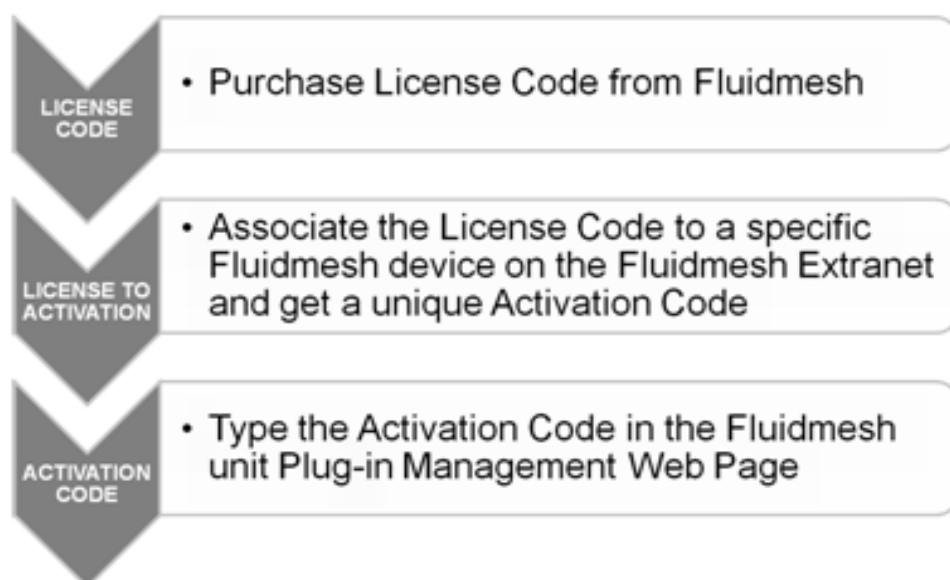 LICENSE
CODE
• Purchase License Code from Fluidmesh
LICENSE TO
ACTIVATION
• Associate the License Code to a specific
Fluidmesh device on the Fluidmesh Extranet
and get a unique Activation Code
ACTIVATION
CODE
• Type the Activation Code in the Fluidmesh
unit Plug-in Management Web Page